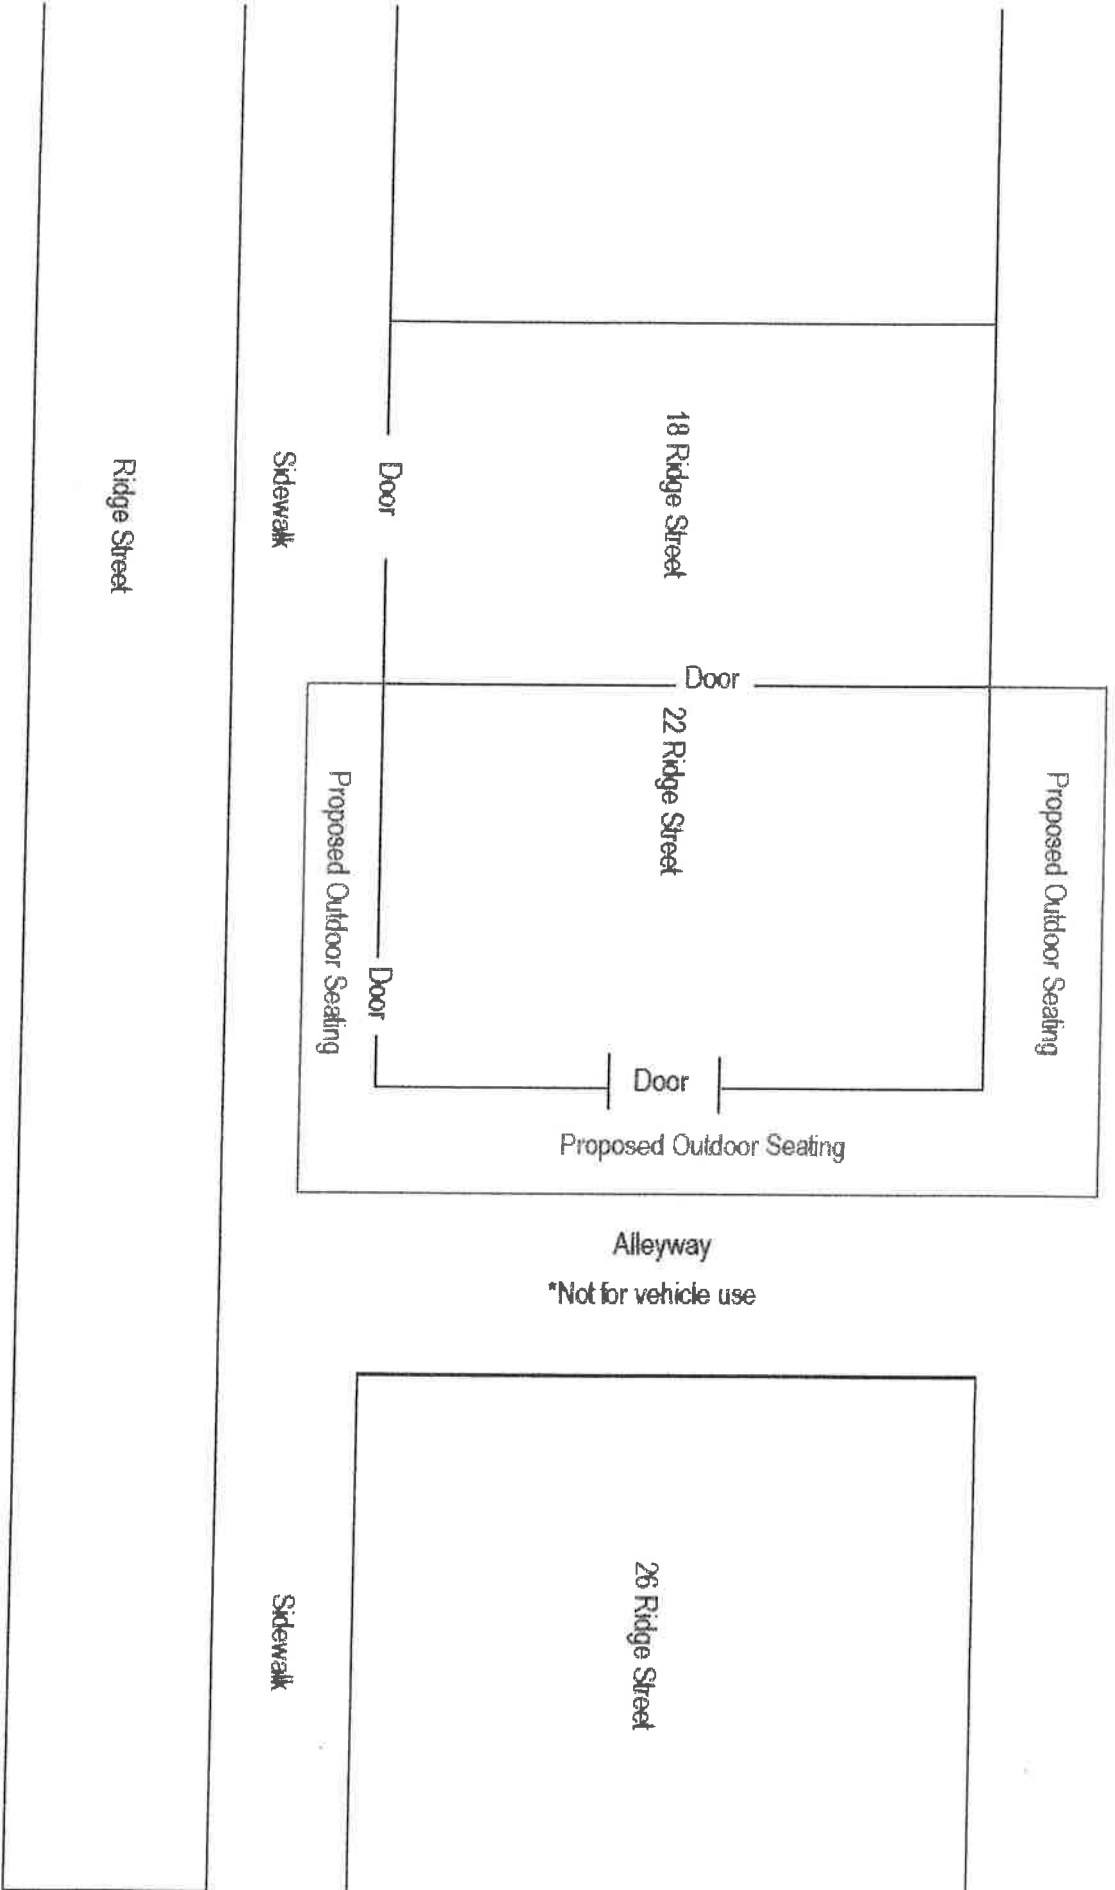 18 Ridge Street
Door
Sidewalk
Ridge Street
Door
22 Ridge Street
Proposed Outdoor Seating
Proposed Outdoor Seating
Door
Door
Proposed Outdoor Seating
Alleyway
*Not for vehicle use
26 Ridge Street
Sidewalk